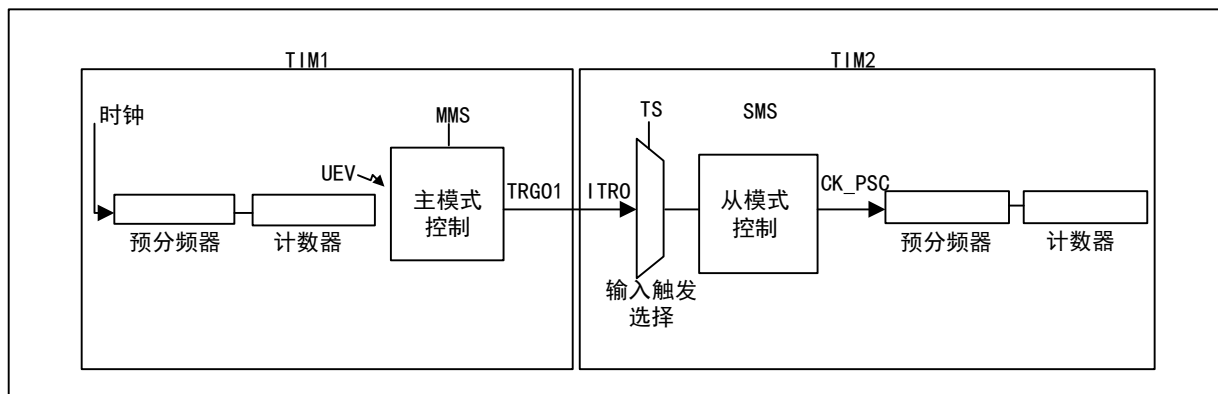 TIM1
TIM2
时钟
MMS
TS
SMS
UEV
主模式
控制
TRGO1
ITR0
从模式
控制
CK_PSC
预分频器
计数器
预分频器
计数器
输入触发
选择